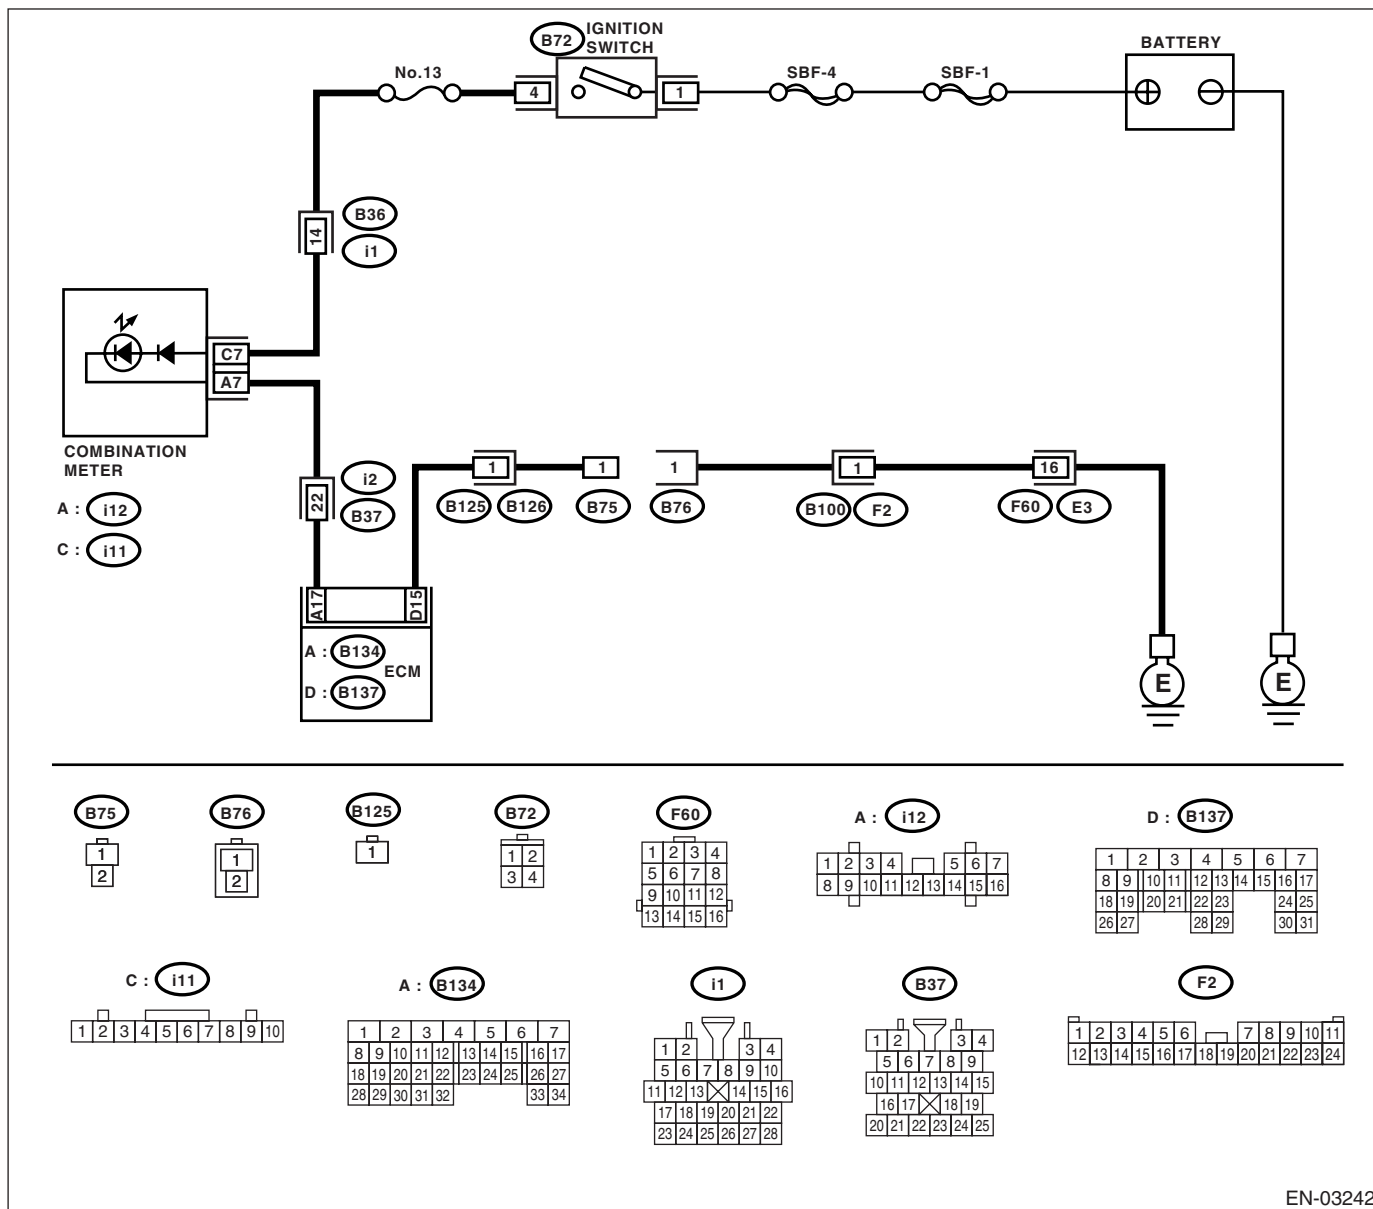 IGNITION
SWITCH
B72
BATTERY
No.13
4
1
SBF-4
SBF-1
14
B36
i1
C7
A7
COMBINATION
METER
A : i12
C : i11
22
i2
B37
1
B125
B126
1
B75
1
B76
1
B100
F2
16
F60
E3
A17
D15
A : B134
ECM
D : B137
E
E
B75
1
2
B76
1
2
B125
1
B72
1 2
3 4
F60
1 2 3 4
5 6 7 8
9 10 11 12
13 14 15 16
A : i12
1 2 3 4 5 6 7
8 9 10 11 12 13 14 15 16
D : B137
1 2 3 4 5 6 7
8 9 10 11 12 13 14 15 16 17
18 19 20 21 22 23 24 25
26 27 28 29 30 31
C : i11
1 2 3 4 5 6 7 8 9 10
A : B134
1 2 3 4 5 6 7
8 9 10 11 12 13 14 15 16 17
18 19 20 21 22 23 24 25 26 27
28 29 30 31 32 33 34
i1
1 2 3 4
5 6 7 8 9 10
11 12 13 14 15 16
17 18 19 20 21 22
23 24 25 26 27 28
B37
1 2 3 4
5 6 7 8 9
10 11 12 13 14 15
16 17 18 19
20 21 22 23 24 25
F2
1 2 3 4 5 6 7 8 9 10 11
12 13 14 15 16 17 18 19 20 21 22 23 24
EN-03242